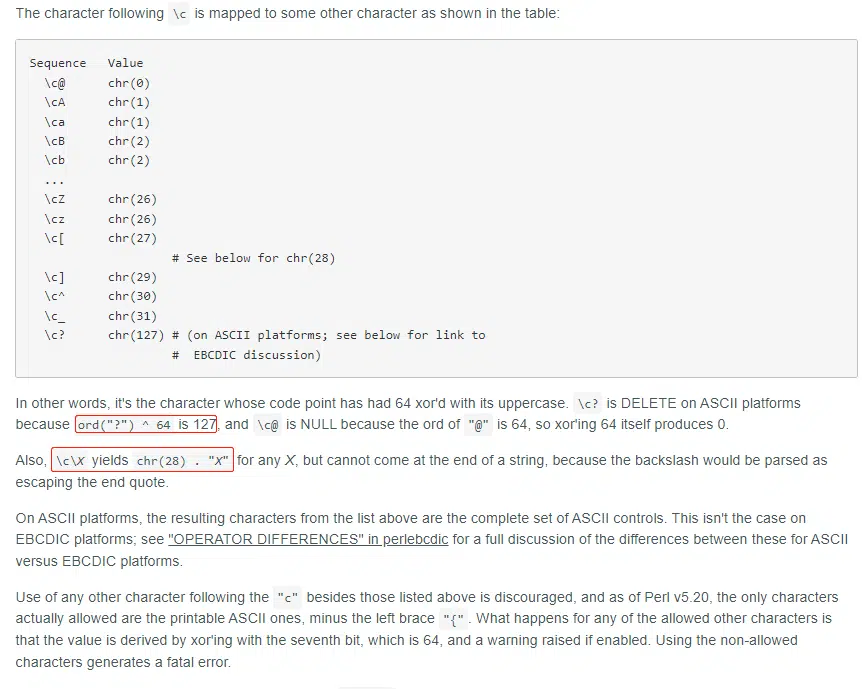 The character following \c is mapped to some other character as shown in the table:
Sequence Value
\c@ chr(0)
\cA chr(1)
\ca chr(1)
\cB chr(2)
\cb chr(2)
...
\cZ chr(26)
\cz chr(26)
\c[ chr(27)
# See below for chr(28)
\c] chr(29)
\c^ chr(30)
\c_ chr(31)
\c? chr(127) # (on ASCII platforms; see below for link to
# EBCDIC discussion)
In other words, it's the character whose code point has had 64 xor'd with its uppercase. \c? is DELETE on ASCII platforms
because ord("?") ^ 64 is 127, and \c@ is NULL because the ord of "@" is 64, so xor'ing 64 itself produces 0.
Also, \c\X yields chr(28) . "X" for any X, but cannot come at the end of a string, because the backslash would be parsed as
escaping the end quote.
On ASCII platforms, the resulting characters from the list above are the complete set of ASCII controls. This isn't the case on
EBCDIC platforms; see "OPERATOR DIFFERENCES" in perlebcdic for a full discussion of the differences between these for ASCII
versus EBCDIC platforms.
Use of any other character following the "c" besides those listed above is discouraged, and as of Perl v5.20, the only characters
actually allowed are the printable ASCII ones, minus the left brace "{". What happens for any of the allowed other characters is
that the value is derived by xor'ing with the seventh bit, which is 64, and a warning raised if enabled. Using the non-allowed
characters generates a fatal error.